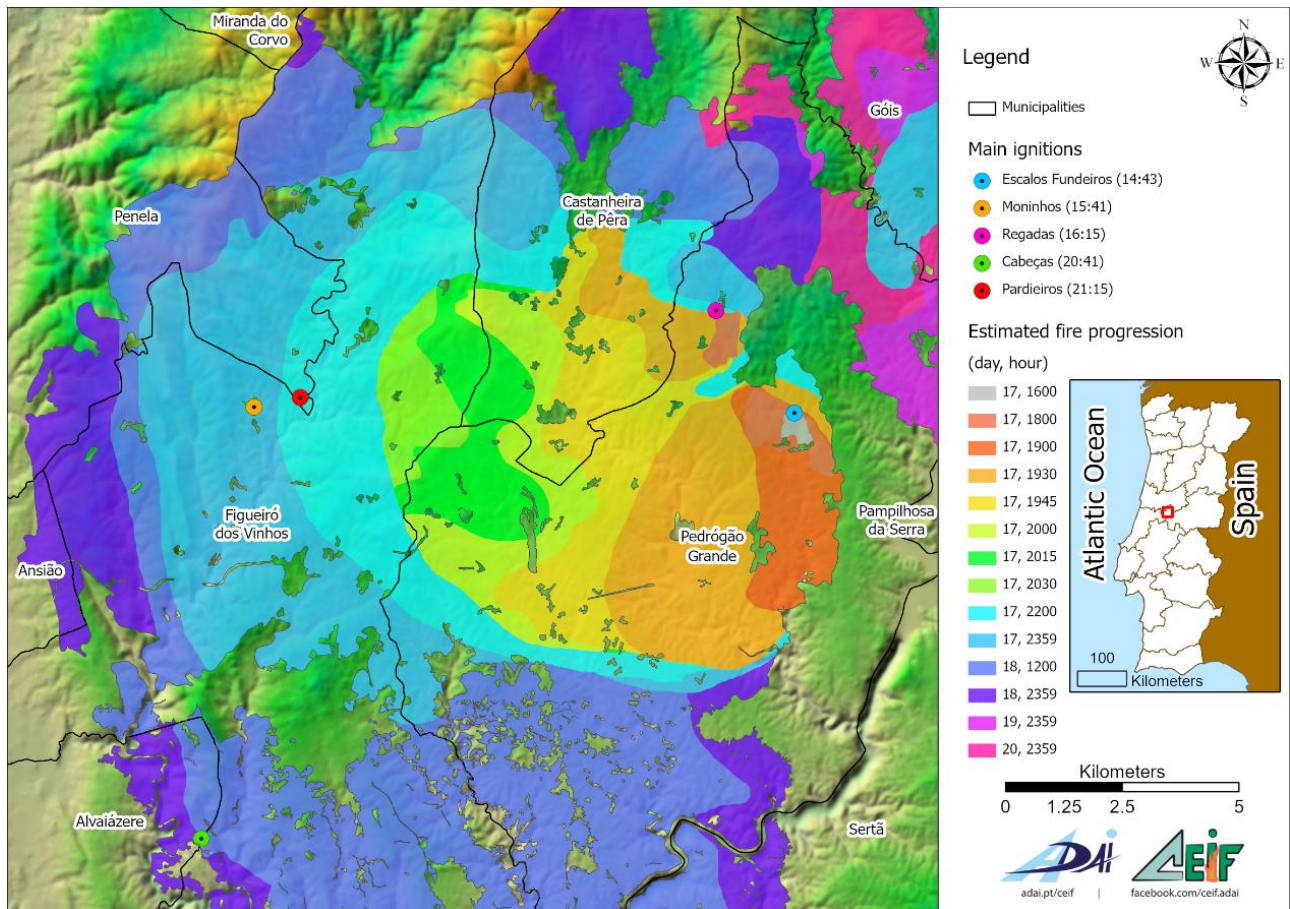 Miranda do
Corvo
Góis
Castanheira
de Pêra
Penela
Figueiró
dos Vinhos
Pedrógão
Grande
Pampilhosa
da Serra
Ansião
Alvaiázere
Sertã
N
W
E
S
Legend
Municipalities
Main ignitions
Escalos Fundeiros (14:43)
Moninhos (15:41)
Regadas (16:15)
Cabeças (20:41)
Pardieiros (21:15)
Estimated fire progression
(day, hour)
17, 1600
17, 1800
17, 1900
17, 1930
17, 1945
17, 2000
17, 2015
17, 2030
17, 2200
17, 2359
18, 1200
18, 2359
19, 2359
20, 2359
Atlantic Ocean
Spain
100
Kilometers
Kilometers
0 1.25 2.5 5
ADAI
CEIF
adai.pt/ceif | facebook.com/ceif.adai